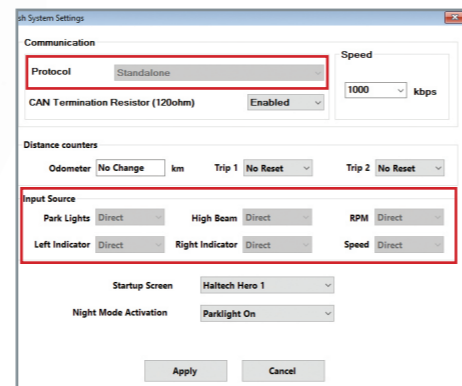 sh System Settings
Communication
Speed
Protocol Standalone
1000 kbps
CAN Termination Resistor (120ohm) Enabled
Distance counters
Odometer No Change km Trip 1 No Reset Trip 2 No Reset
Input Source
Park Lights Direct High Beam Direct RPM Direct
Left Indicator Direct Right Indicator Direct Speed Direct
Startup Screen Haltech Hero 1
Night Mode Activation Parklight On
Apply Cancel